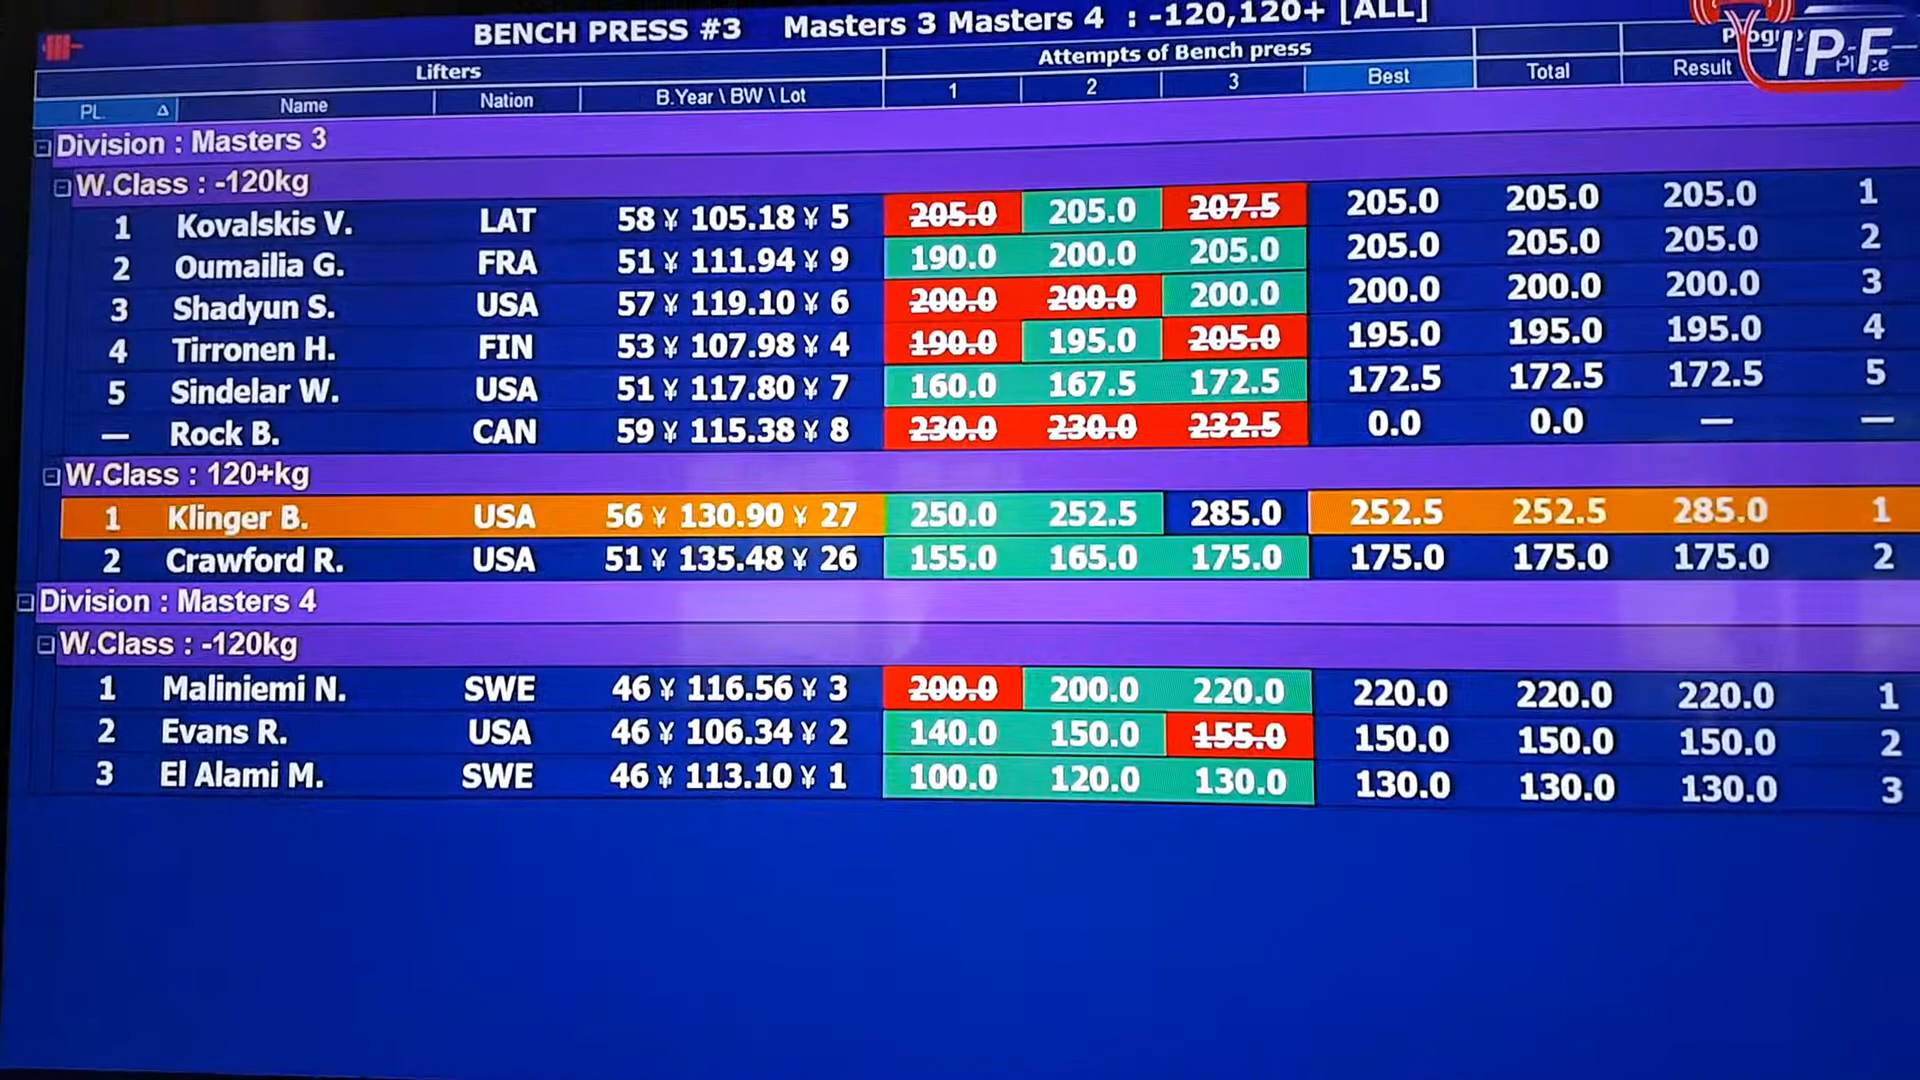 BENCH PRESS #3 Masters 3 Masters 4 : -120,120+ [ALL]
Lifters Attempts of Bench press
PL. Name Nation B.Year \ BW \ Lot 1 2 3 Best Total Result
IPF
Division : Masters 3
W.Class : -120kg
1 Kovalskis V. LAT 58 ¥ 105.18 ¥ 5 205.0 205.0 207.5 205.0 205.0 205.0 1
2 Oumailia G. FRA 51 ¥ 111.94 ¥ 9 190.0 200.0 205.0 205.0 205.0 205.0 2
3 Shadyun S. USA 57 ¥ 119.10 ¥ 6 200.0 200.0 200.0 200.0 200.0 200.0 3
4 Tirronen H. FIN 53 ¥ 107.98 ¥ 4 190.0 195.0 205.0 195.0 195.0 195.0 4
5 Sindelar W. USA 51 ¥ 117.80 ¥ 7 160.0 167.5 172.5 172.5 172.5 172.5 5
— Rock B. CAN 59 ¥ 115.38 ¥ 8 230.0 230.0 232.5 0.0 0.0 — —
W.Class : 120+kg
1 Klinger B. USA 56 ¥ 130.90 ¥ 27 250.0 252.5 285.0 252.5 252.5 285.0 1
2 Crawford R. USA 51 ¥ 135.48 ¥ 26 155.0 165.0 175.0 175.0 175.0 175.0 2
Division : Masters 4
W.Class : -120kg
1 Maliniemi N. SWE 46 ¥ 116.56 ¥ 3 200.0 200.0 220.0 220.0 220.0 220.0 1
2 Evans R. USA 46 ¥ 106.34 ¥ 2 140.0 150.0 155.0 150.0 150.0 150.0 2
3 El Alami M. SWE 46 ¥ 113.10 ¥ 1 100.0 120.0 130.0 130.0 130.0 130.0 3